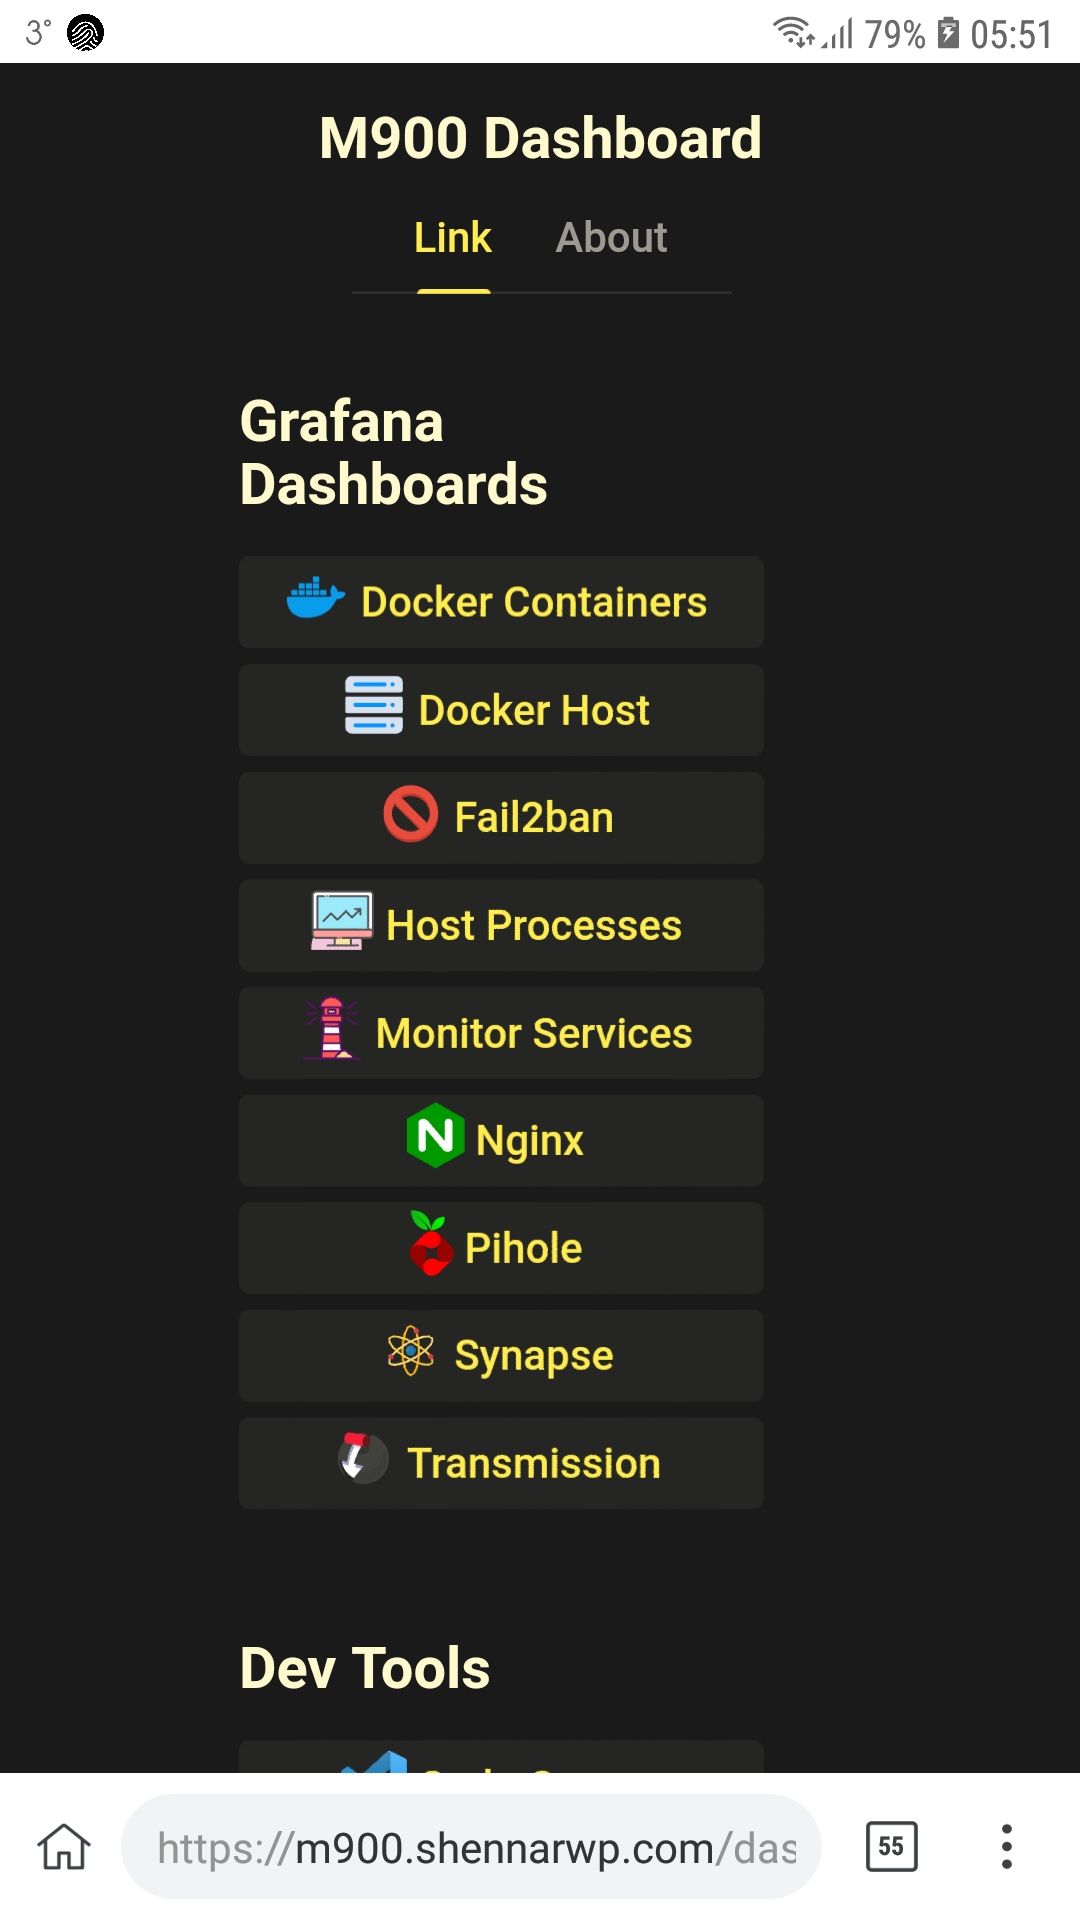 3°
79% 05:51
M900 Dashboard
Link About
Grafana
Dashboards
Docker Containers
Docker Host
Fail2ban
Host Processes
Monitor Services
Nginx
Pihole
Synapse
Transmission
Dev Tools
https://m900.shennarwp.com/das
55